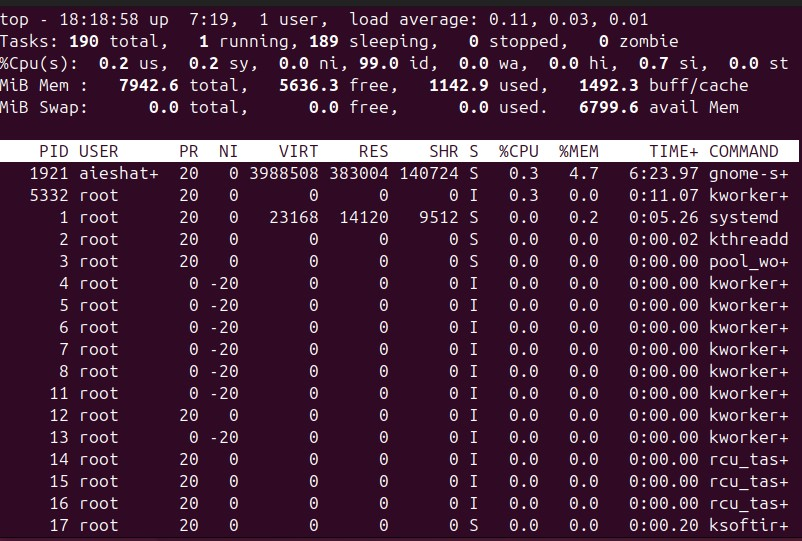 top - 18:18:58 up  7:19,  1 user,  load average: 0.11, 0.03, 0.01
Tasks: 190 total,   1 running, 189 sleeping,   0 stopped,   0 zombie
%Cpu(s):  0.2 us,  0.2 sy,  0.0 ni, 99.0 id,  0.0 wa,  0.0 hi,  0.7 si,  0.0 st
MiB Mem :   7942.6 total,   5636.3 free,   1142.9 used,   1492.3 buff/cache
MiB Swap:      0.0 total,      0.0 free,      0.0 used.   6799.6 avail Mem
PID USER      PR  NI    VIRT    RES    SHR S  %CPU  %MEM     TIME+ COMMAND
1921 aieshat+  20   0 3988508 383004 140724 S   0.3   4.7   6:23.97 gnome-s+
5332 root      20   0       0      0      0 I   0.3   0.0   0:11.07 kworker+
1 root      20   0   23168  14120   9512 S   0.0   0.2   0:05.26 systemd
2 root      20   0       0      0      0 S   0.0   0.0   0:00.02 kthreadd
3 root      20   0       0      0      0 S   0.0   0.0   0:00.00 pool_wo+
4 root       0 -20       0      0      0 I   0.0   0.0   0:00.00 kworker+
5 root       0 -20       0      0      0 I   0.0   0.0   0:00.00 kworker+
6 root       0 -20       0      0      0 I   0.0   0.0   0:00.00 kworker+
7 root       0 -20       0      0      0 I   0.0   0.0   0:00.00 kworker+
8 root       0 -20       0      0      0 I   0.0   0.0   0:00.00 kworker+
11 root       0 -20       0      0      0 I   0.0   0.0   0:00.00 kworker+
12 root      20   0       0      0      0 I   0.0   0.0   0:00.00 kworker+
13 root       0 -20       0      0      0 I   0.0   0.0   0:00.00 kworker+
14 root      20   0       0      0      0 I   0.0   0.0   0:00.00 rcu_tas+
15 root      20   0       0      0      0 I   0.0   0.0   0:00.00 rcu_tas+
16 root      20   0       0      0      0 I   0.0   0.0   0:00.00 rcu_tas+
17 root      20   0       0      0      0 S   0.0   0.0   0:00.20 ksoftir+